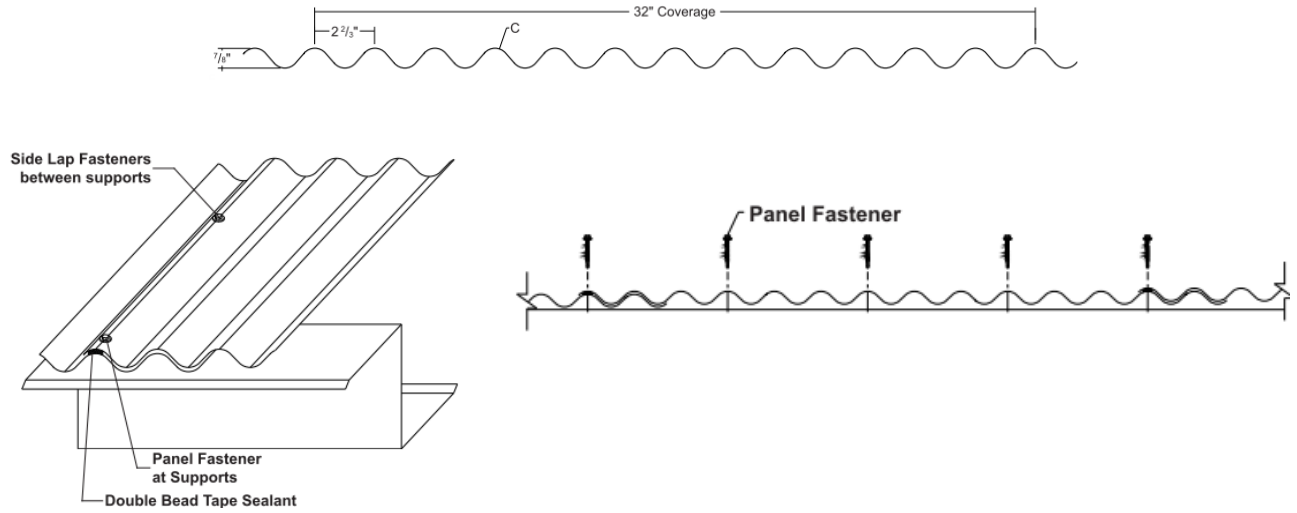 32" Coverage
2 2/3"
C
7/8"
Side Lap Fasteners
between supports
Panel Fastener
Panel Fastener
at Supports
Double Bead Tape Sealant